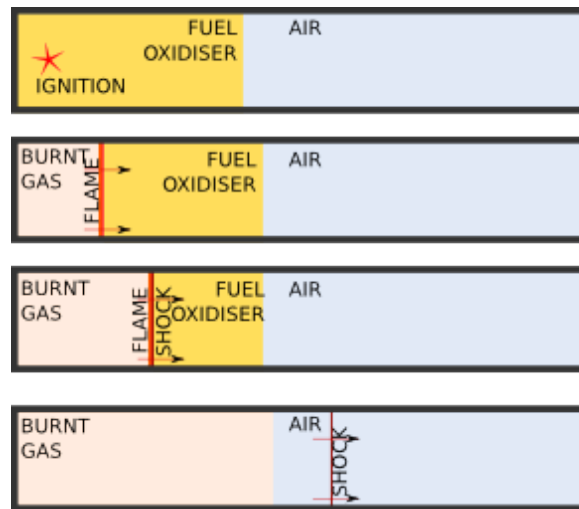 FUEL
OXIDISER
AIR
IGNITION
BURNT
GAS
FLAME
FUEL
OXIDISER
AIR
BURNT
GAS
FLAME
SHOCK
FUEL
OXIDISER
AIR
BURNT
GAS
AIR
SHOCK